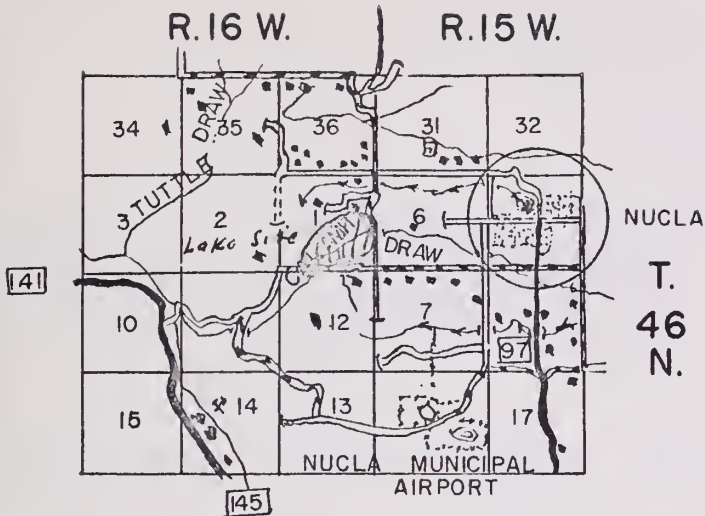 R.16 W. R.15 W.
34 35 36 31 32
TUTTLE DRAW
3 2 1 6
NUCLA
Lake Site
DRAW
T.
46
N.
141
10 12 7
97
15 14 13 17
NUCLA MUNICIPAL
AIRPORT
145